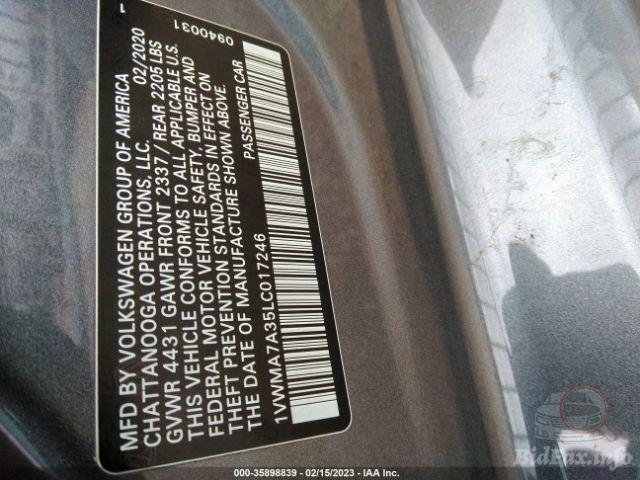 MFD BY VOLKSWAGEN GROUP OF AMERICA 1
CHATTANOOGA OPERATIONS, LLC. 02/2020
GVWR 4431 GAWR FRONT 2337/ REAR 2205 LBS
THIS VEHICLE CONFORMS TO ALL APPLICABLE U.S.
FEDERAL MOTOR VEHICLE SAFETY, BUMPER AND
THEFT PREVENTION STANDARDS IN EFFECT ON
THE DATE OF MANUFACTURE SHOWN ABOVE.
0940031
PASSENGER CAR
1VWMA7A35LC017246
000-35898839 - 02/15/2023 - IAA Inc.
BidFax.info